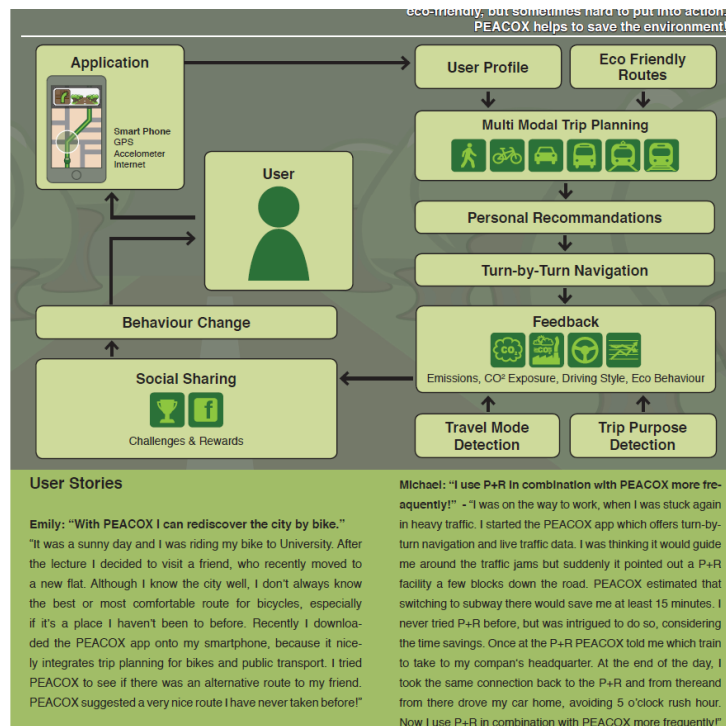 eco-friendly, but sometimes hard to put into action.
PEACOX helps to save the environment!
Application
Smart Phone
GPS
Accelometer
Internet
User
User Profile
Eco Friendly
Routes
Multi Modal Trip Planning
Personal Recommandations
Turn-by-Turn Navigation
Feedback
CO₂
CO²
Emissions, CO² Exposure, Driving Style, Eco Behaviour
Travel Mode
Detection
Trip Purpose
Detection
Behaviour Change
Social Sharing
f
Challenges & Rewards
User Stories
Emily: “With PEACOX I can rediscover the city by bike.”
“It was a sunny day and I was riding my bike to University. After
the lecture I decided to visit a friend, who recently moved to
a new flat. Although I know the city well, I don’t always know
the best or most comfortable route for bicycles, especially
if it’s a place I haven’t been to before. Recently I downloa-
ded the PEACOX app onto my smartphone, because it nice-
ly integrates trip planning for bikes and public transport. I tried
PEACOX to see if there was an alternative route to my friend.
PEACOX suggested a very nice route I have never taken before!”
Michael: “I use P+R in combination with PEACOX more fre-
aquently!” - “I was on the way to work, when I was stuck again
in heavy traffic. I started the PEACOX app which offers turn-by-
turn navigation and live traffic data. I was thinking it would guide
me around the traffic jams but suddenly it pointed out a P+R
facility a few blocks down the road. PEACOX estimated that
switching to subway there would save me at least 15 minutes. I
never tried P+R before, but was intrigued to do so, considering
the time savings. Once at the P+R PEACOX told me which train
to take to my compan’s headquarter. At the end of the day, I
took the same connection back to the P+R and from thereand
from there drove my car home, avoiding 5 o’clock rush hour.
Now I use P+R in combination with PEACOX more frequently!”